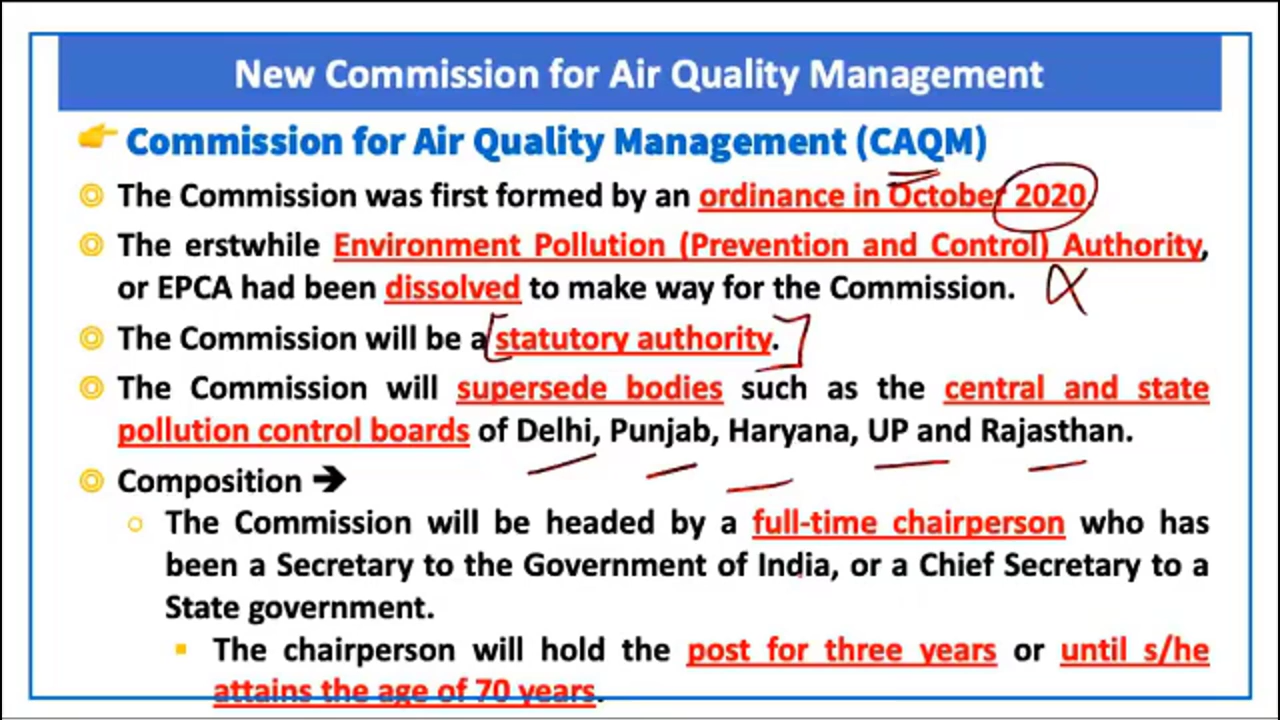 New Commission for Air Quality Management
Commission for Air Quality Management (CAQM)
The Commission was first formed by an ordinance in October 2020.
The erstwhile Environment Pollution (Prevention and Control) Authority,
or EPCA had been dissolved to make way for the Commission.
The Commission will be a statutory authority.
The Commission will supersede bodies such as the central and state
pollution control boards of Delhi, Punjab, Haryana, UP and Rajasthan.
Composition ➔
The Commission will be headed by a full-time chairperson who has
been a Secretary to the Government of India, or a Chief Secretary to a
State government.
The chairperson will hold the post for three years or until s/he
attains the age of 70 years.